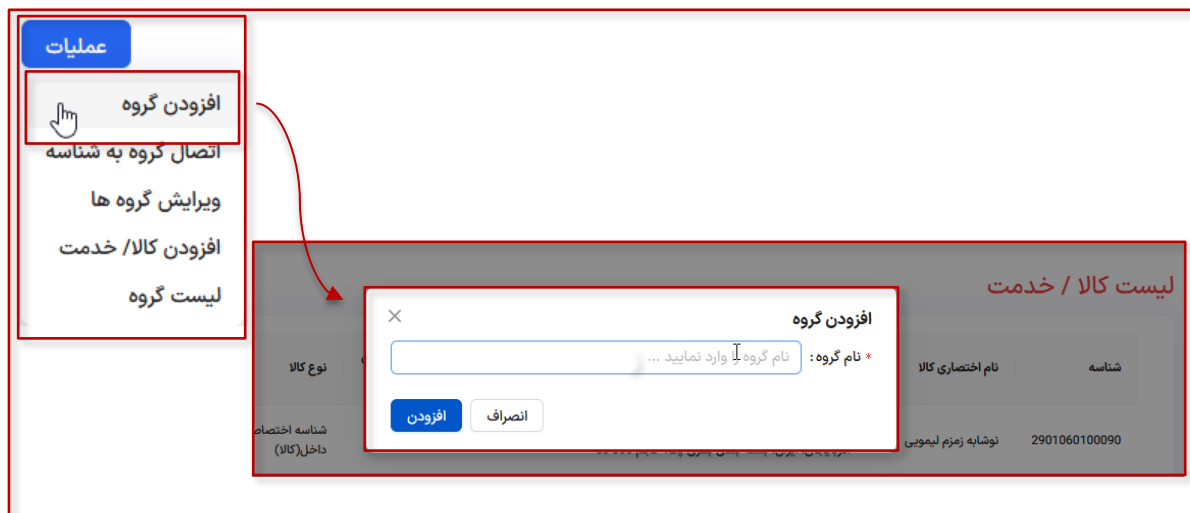 عملیات
افزودن گروه
اتصال گروه به شناسه
ویرایش گروه ها
افزودن کالا/ خدمت
لیست گروه
لیست کالا / خدمت
افزودن گروه
* نام گروه: نام گروه را وارد نمایید ...
انصراف افزودن
شناسه نام اختصاری کالا نوع کالا
2901060100090 نوشابه زمزم لیمویی شناسه
داخل(کالا)